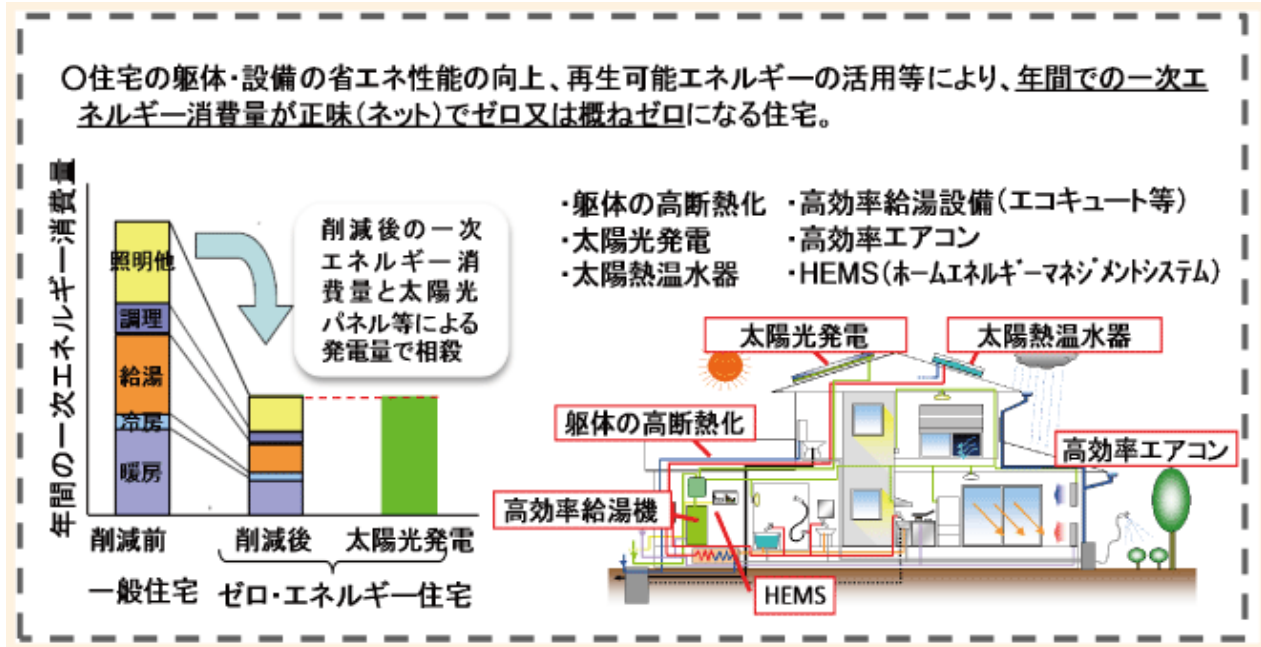 〇住宅の躯体・設備の省エネ性能の向上、再生可能エネルギーの活用等により、年間での一次エ
ネルギー消費量が正味(ネット)でゼロ又は概ねゼロになる住宅。
年間の一次エネルギー消費量
照明他
調理
給湯
冷房
暖房
削減後の一次
エネルギー消
費量と太陽光
パネル等による
発電量で相殺
削減前
削減後
太陽光発電
一般住宅
ゼロ・エネルギー住宅
・躯体の高断熱化
・高効率給湯設備(エコキュート等)
・太陽光発電
・高効率エアコン
・太陽熱温水器
・HEMS(ホームエネルギーマネジメントシステム)
太陽光発電
太陽熱温水器
躯体の高断熱化
高効率エアコン
高効率給湯機
HEMS